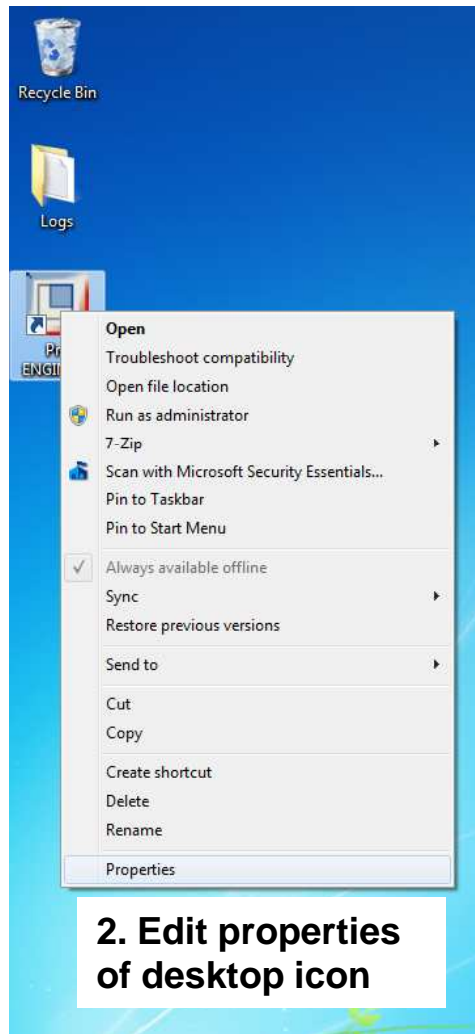 Recycle Bin
Logs
Pr
ENGI
Open
Troubleshoot compatibility
Open file location
Run as administrator
7-Zip
Scan with Microsoft Security Essentials...
Pin to Taskbar
Pin to Start Menu
Always available offline
Sync
Restore previous versions
Send to
Cut
Copy
Create shortcut
Delete
Rename
Properties
2. Edit properties
of desktop icon